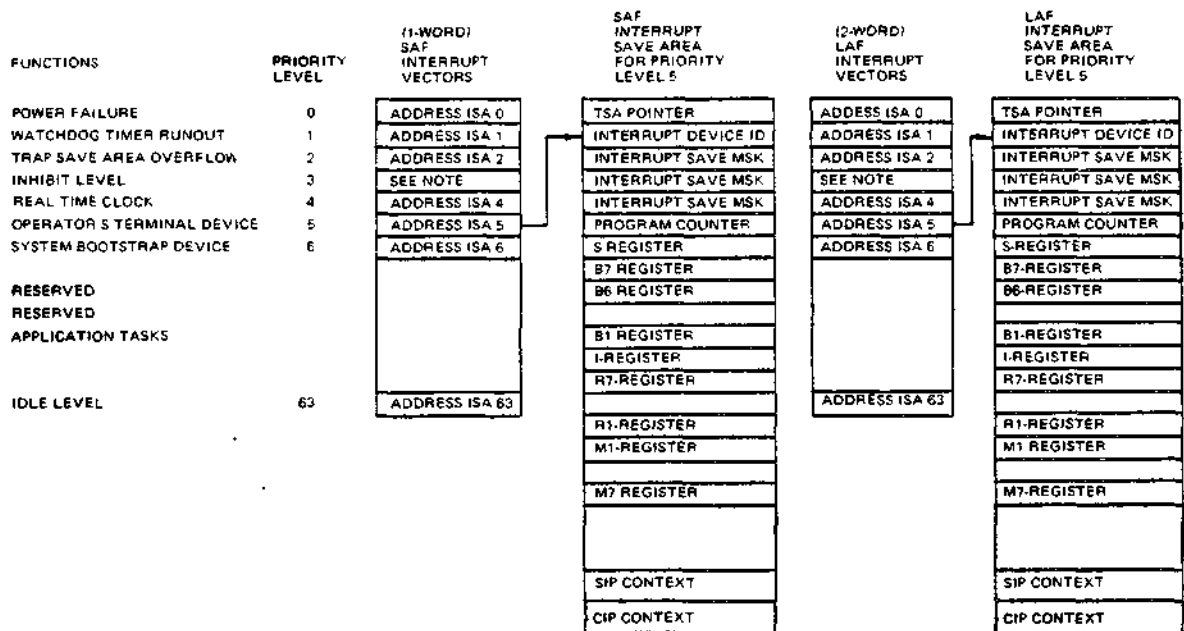 FUNCTIONS
PRIORITY
LEVEL
(1-WORD)
SAF
INTERRUPT
VECTORS
SAF
INTERRUPT
SAVE AREA
FOR PRIORITY
LEVEL 5
(2-WORD)
LAF
INTERRUPT
VECTORS
LAF
INTERRUPT
SAVE AREA
FOR PRIORITY
LEVEL 5
POWER FAILURE 0 ADDRESS ISA 0 TSA POINTER ADDESS ISA 0 TSA POINTER
WATCHDOG TIMER RUNOUT 1 ADDRESS ISA 1 INTERRUPT DEVICE ID ADDRESS ISA 1 INTERRUPT DEVICE ID
TRAP SAVE AREA OVERFLOW 2 ADDRESS ISA 2 INTERRUPT SAVE MSK ADDRESS ISA 2 INTERRUPT SAVE MSK
INHIBIT LEVEL 3 SEE NOTE INTERRUPT SAVE MSK SEE NOTE INTERRUPT SAVE MSK
REAL TIME CLOCK 4 ADDRESS ISA 4 INTERRUPT SAVE MSK ADDRESS ISA 4 INTERRUPT SAVE MSK
OPERATOR S TERMINAL DEVICE 5 ADDRESS ISA 5 PROGRAM COUNTER ADDRESS ISA 5 PROGRAM COUNTER
SYSTEM BOOTSTRAP DEVICE 6 ADDRESS ISA 6 S REGISTER ADDRESS ISA 6 S-REGISTER
B7 REGISTER B7-REGISTER
RESERVED B6 REGISTER B6-REGISTER
RESERVED
APPLICATION TASKS B1 REGISTER B1-REGISTER
I-REGISTER I-REGISTER
R7-REGISTER R7-REGISTER
IDLE LEVEL 63 ADDRESS ISA 63 ADDRESS ISA 63
R1-REGISTER R1-REGISTER
M1-REGISTER M1 REGISTER
M7 REGISTER M7-REGISTER
SIP CONTEXT SIP CONTEXT
CIP CONTEXT CIP CONTEXT